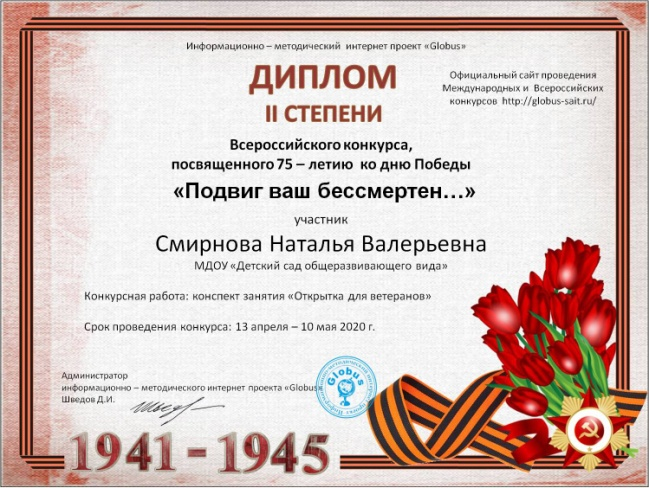 Информационно – методический интернет проект «Globus»
ДИПЛОМ
II СТЕПЕНИ
Официальный сайт проведения
Международных и Всероссийских
конкурсов http://globus-sait.ru/
Всероссийского конкурса,
посвященного 75 – летию ко дню Победы
«Подвиг ваш бессмертен…»
участник
Смирнова Наталья Валерьевна
МДОУ «Детский сад общеразвивающего вида»
Конкурсная работа: конспект занятия «Открытка для ветеранов»
Срок проведения конкурса: 13 апреля – 10 мая 2020 г.
Администратор
информационно – методического интернет проекта «Globus»
Шведов Д.И.
Globus
1941 - 1945